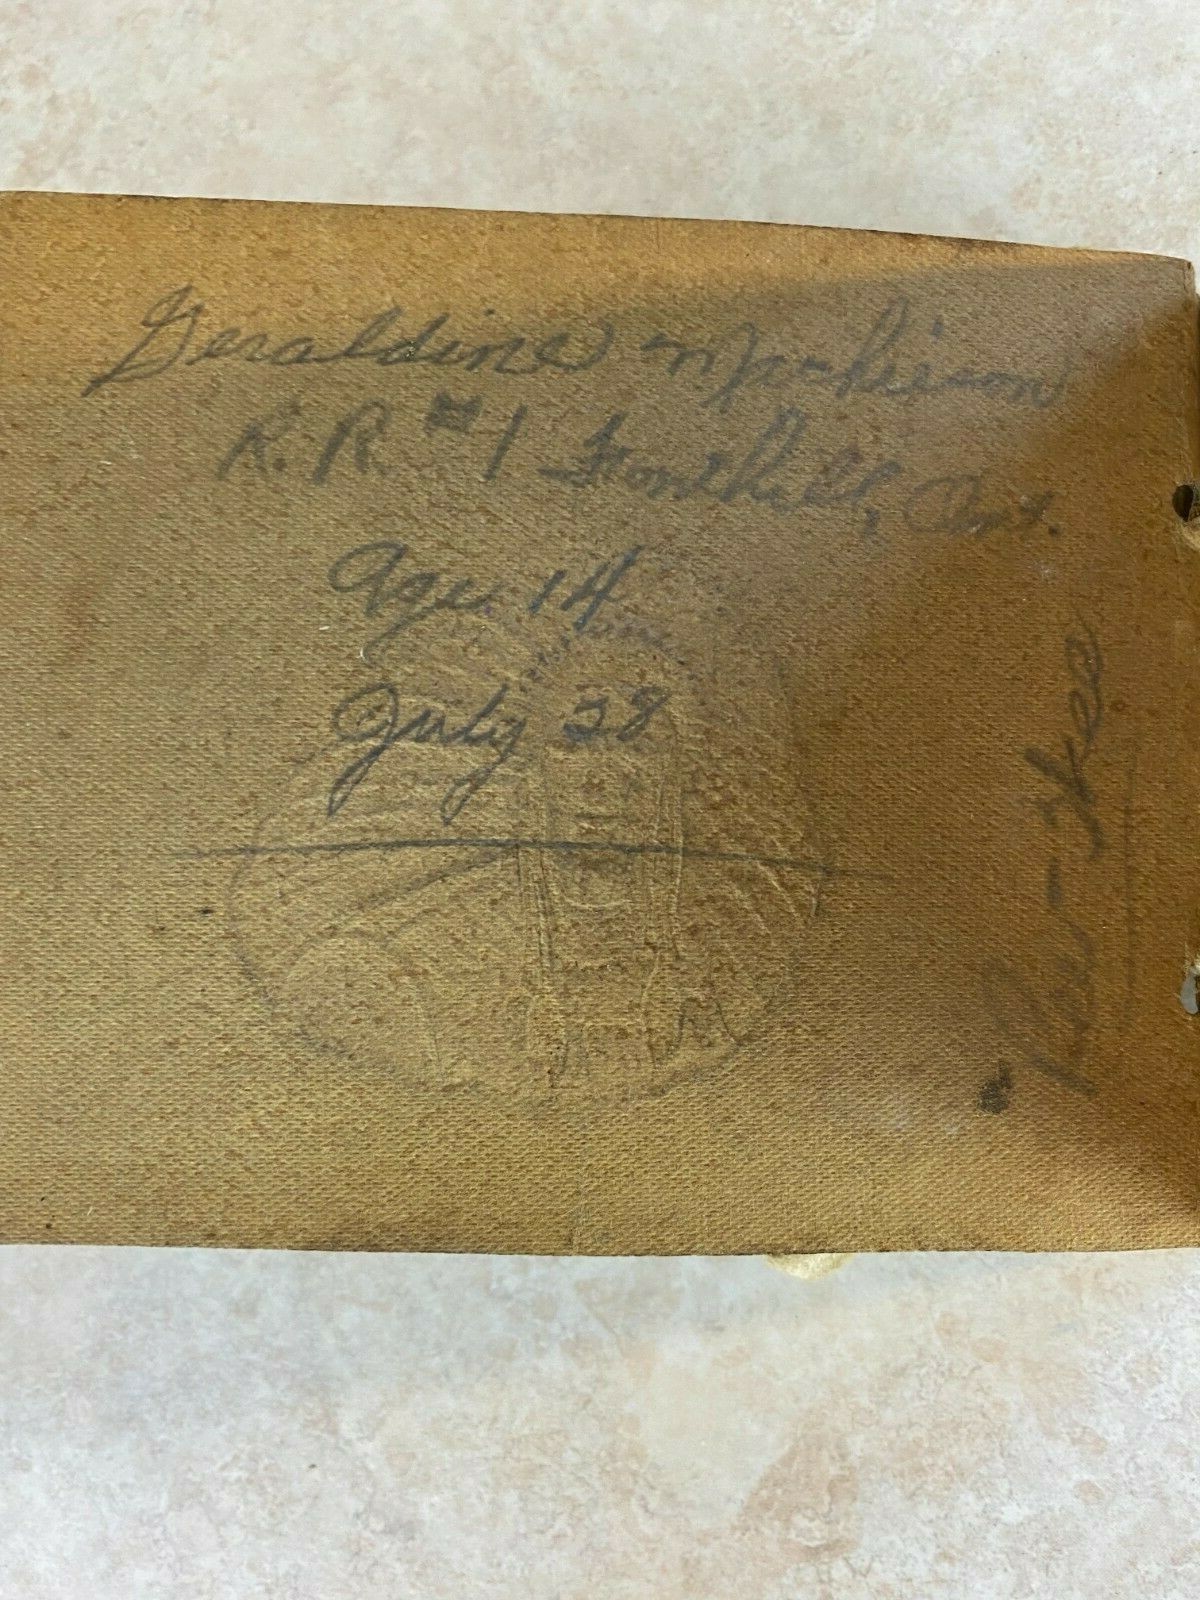 Geraldine
R. R. #1 Fonthill, Ont.
Age 14
July 28